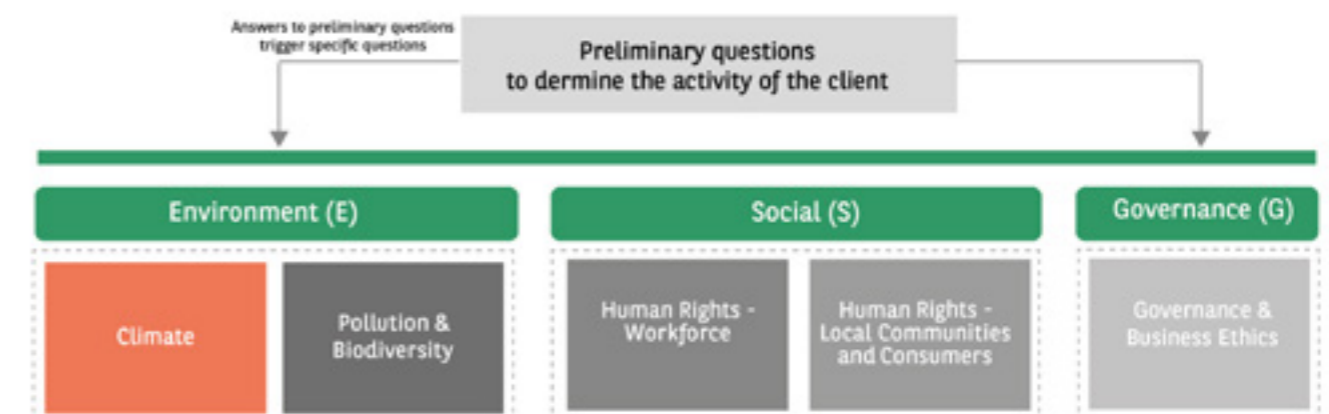 Answers to preliminary questions
trigger specific questions
Preliminary questions
to dermine the activity of the client
Environment (E)
Social (S)
Governance (G)
Climate
Pollution &
Biodiversity
Human Rights -
Workforce
Human Rights -
Local Communities
and Consumers
Governance &
Business Ethics